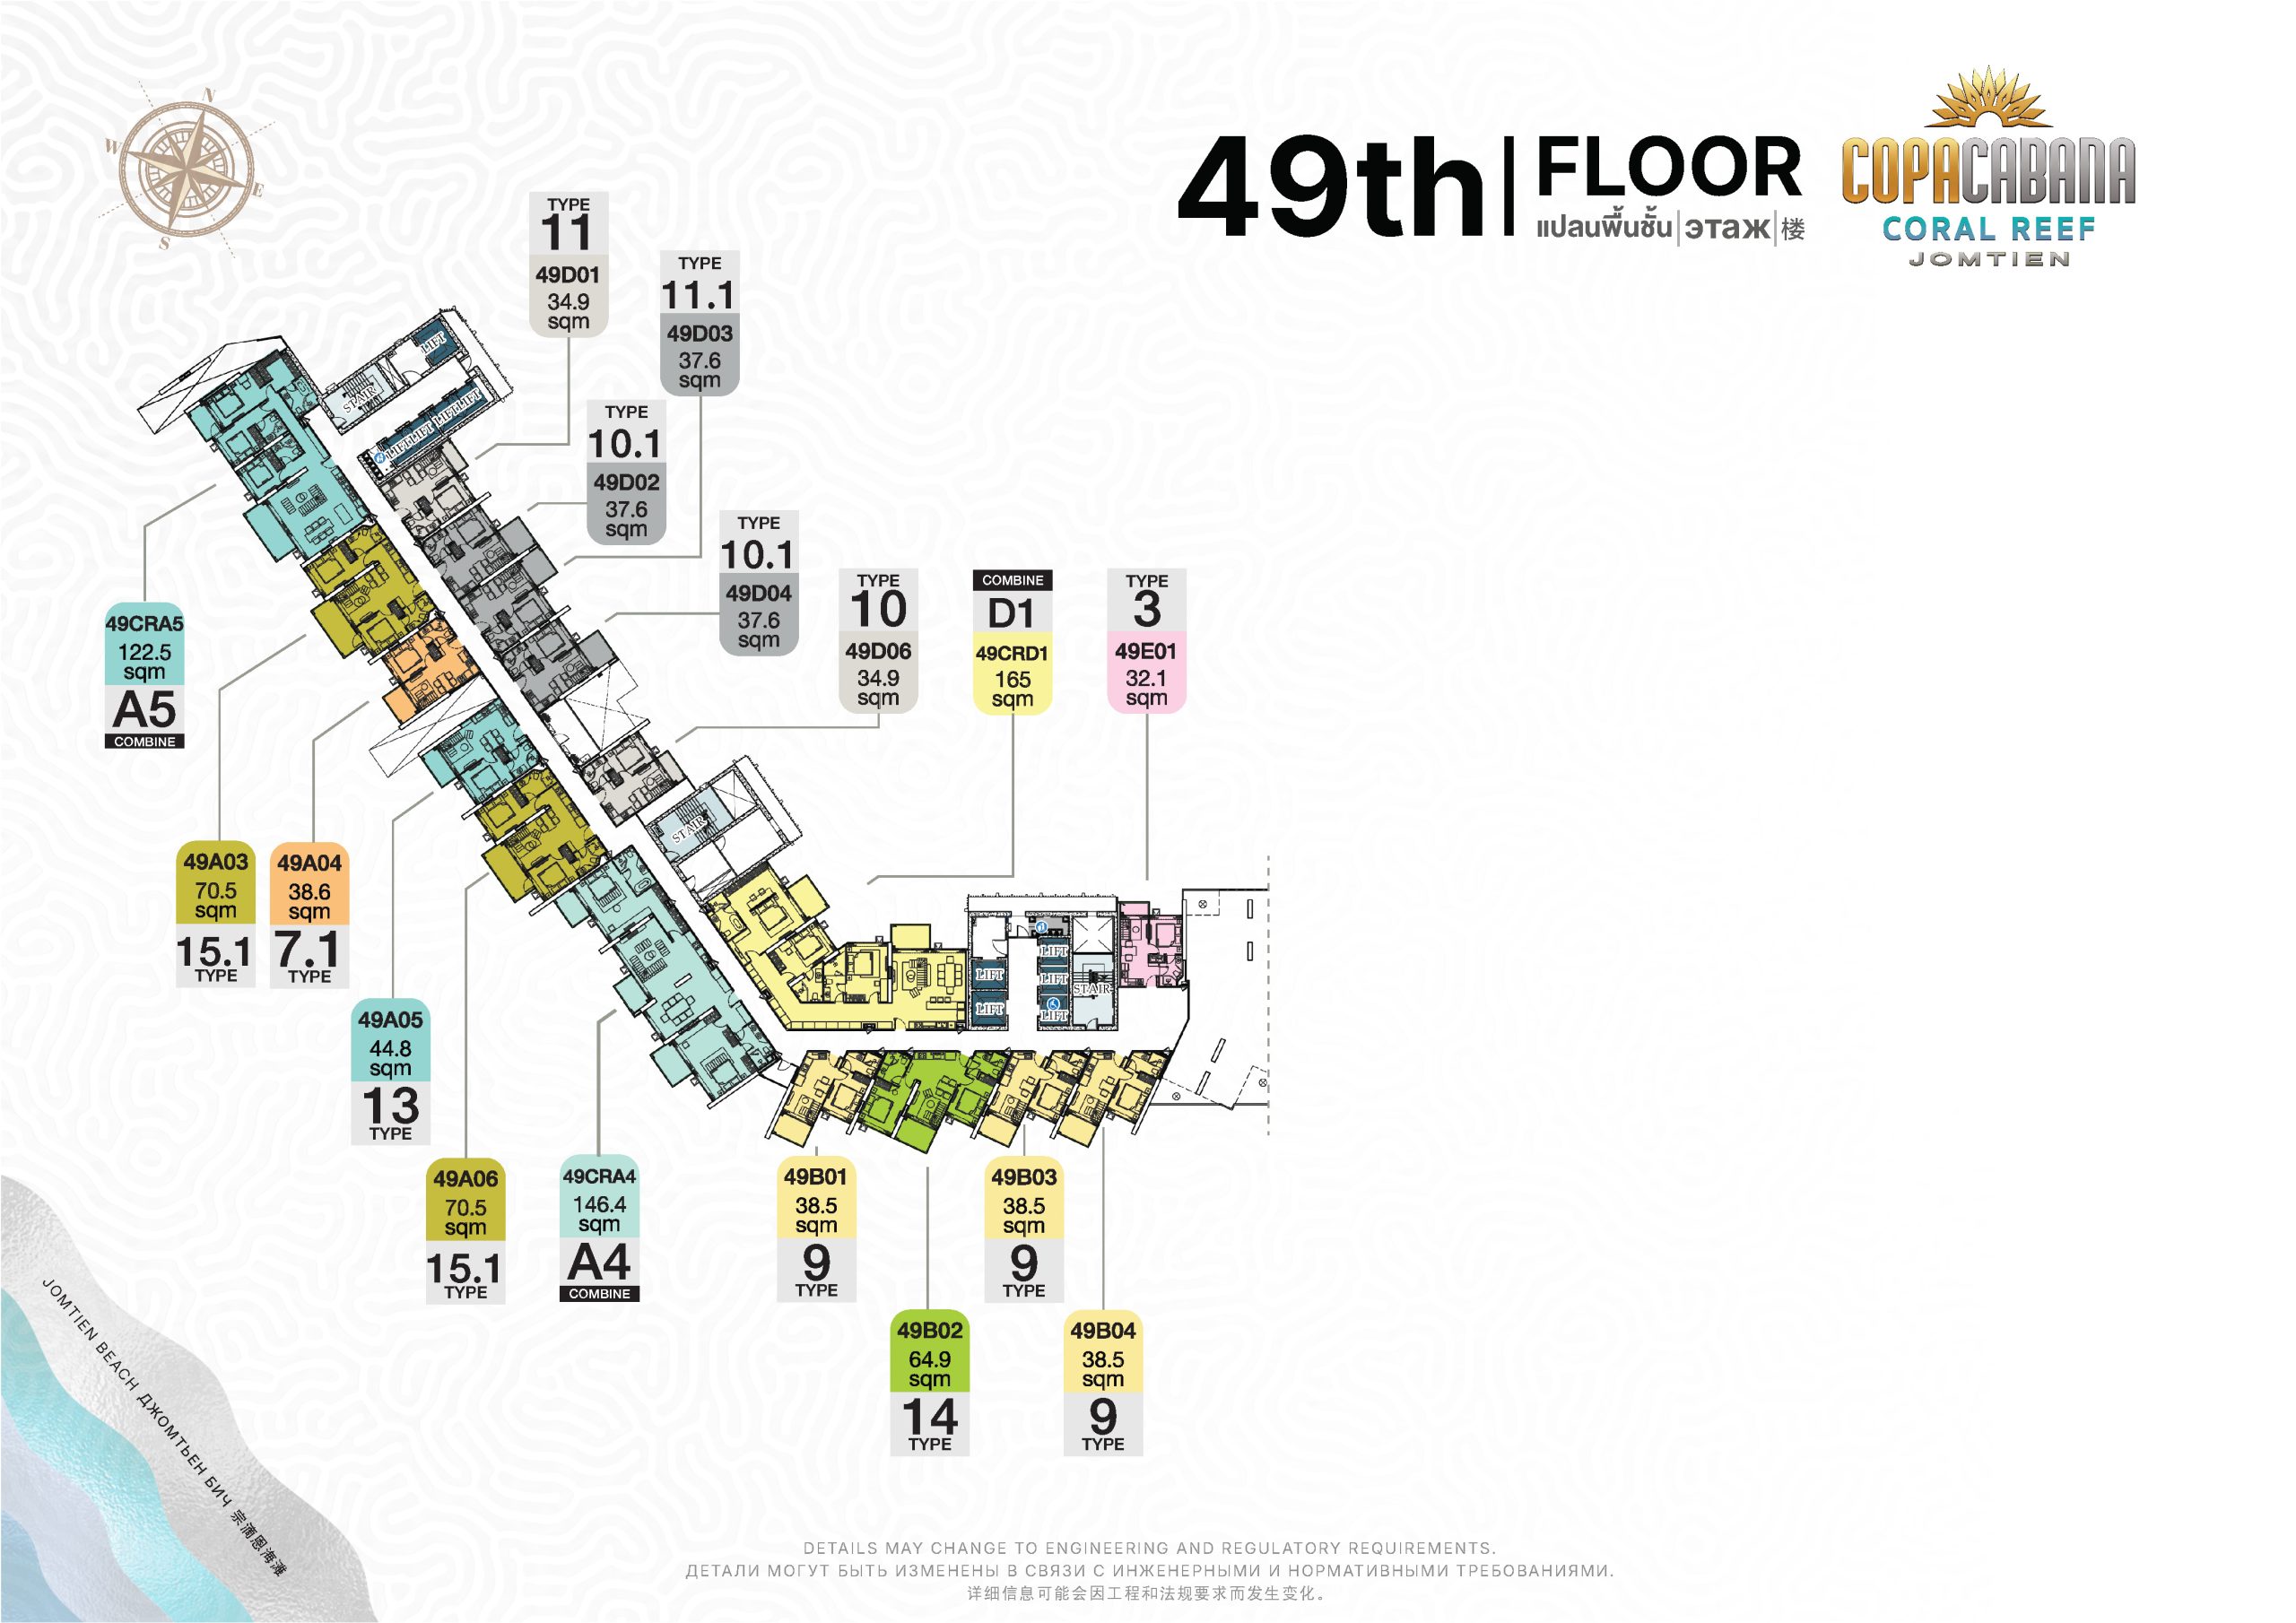 49th
FLOOR
แปลนพื้นชั้น|этаж|楼
COPACABANA
CORAL REEF
JOMTIEN
N
W
E
S
TYPE
11
49D01
34.9
sqm
TYPE
11.1
49D03
37.6
sqm
TYPE
10.1
49D02
37.6
sqm
TYPE
10.1
49D04
37.6
sqm
TYPE
10
49D06
34.9
sqm
COMBINE
D1
49CRD1
165
sqm
TYPE
3
49E01
32.1
sqm
LIFT
STAIR
LIFT LIFT
LIFT LIFT
STAIR
LIFT
LIFT
LIFT
LIFT
LIFT
STAIR
49CRA5
122.5
sqm
A5
COMBINE
49A03
70.5
sqm
15.1
TYPE
49A04
38.6
sqm
7.1
TYPE
49A05
44.8
sqm
13
TYPE
49A06
70.5
sqm
15.1
TYPE
49CRA4
146.4
sqm
A4
COMBINE
49B01
38.5
sqm
9
TYPE
49B02
64.9
sqm
14
TYPE
49B03
38.5
sqm
9
TYPE
49B04
38.5
sqm
9
TYPE
JOMTIEN BEACH ДЖОМТЬЕН БИЧ 宗滴恩海滩
DETAILS MAY CHANGE TO ENGINEERING AND REGULATORY REQUIREMENTS.
ДЕТАЛИ МОГУТ БЫТЬ ИЗМЕНЕНЫ В СВЯЗИ С ИНЖЕНЕРНЫМИ И НОРМАТИВНЫМИ ТРЕБОВАНИЯМИ.
详细信息可能会因工程和法规要求而发生变化。